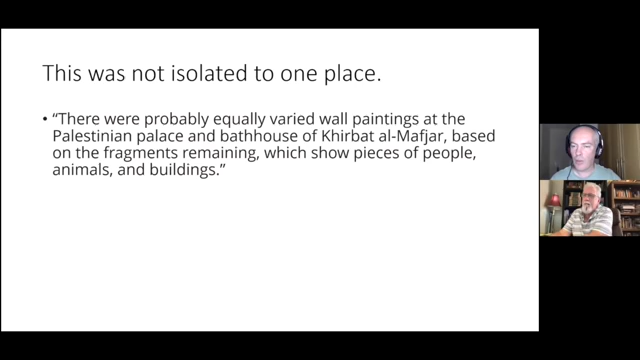 This was not isolated to one place.
• “There were probably equally varied wall paintings at the
Palestinian palace and bathhouse of Khirbat al-Mafjar, based
on the fragments remaining, which show pieces of people,
animals, and buildings.”